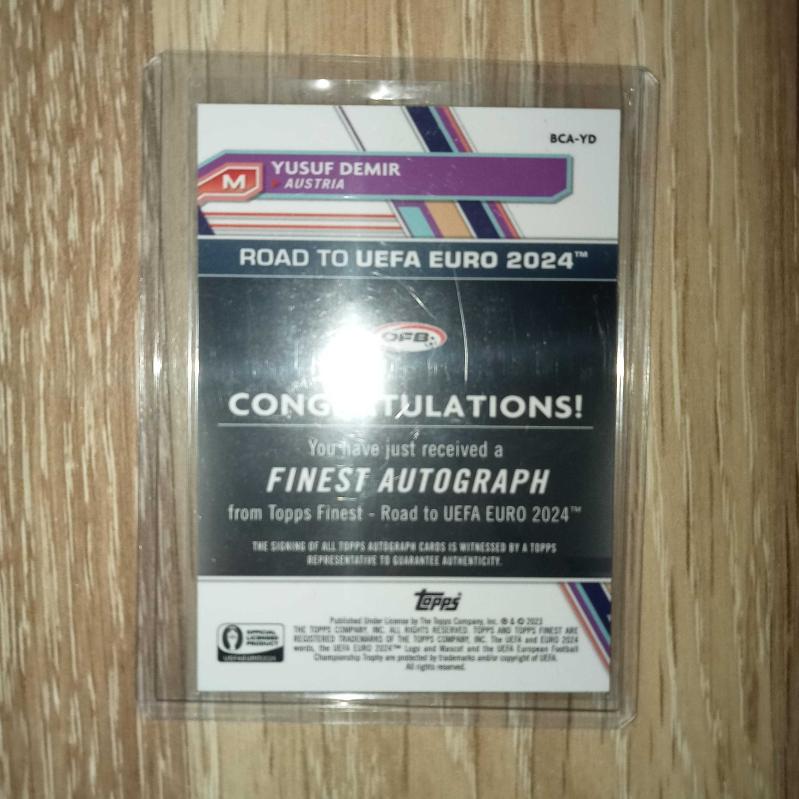 BCA-YD
YUSUF DEMIR
M
AUSTRIA
ROAD TO UEFA EURO 2024™
ÖFB
CONGRATULATIONS!
You have just received a
FINEST AUTOGRAPH
from Topps Finest - Road to UEFA EURO 2024™
THE SIGNING OF ALL TOPPS AUTOGRAPH CARDS IS WITNESSED BY A TOPPS
REPRESENTATIVE TO GUARANTEE AUTHENTICITY.
Topps
Published Under License by The Topps Company, Inc. ® & © 2023
THE TOPPS COMPANY, INC. ALL RIGHTS RESERVED. TOPPS AND TOPPS FINEST ARE
REGISTERED TRADEMARKS OF THE TOPPS COMPANY, INC. The UEFA and EURO 2024
words, the UEFA EURO 2024™ Logo and Mascot and the UEFA European Football
Championship Trophy are protected by trademarks and/or copyright of UEFA.
All rights reserved.
OFFICIAL
LICENSED
PRODUCT
UEFA EURO 2024